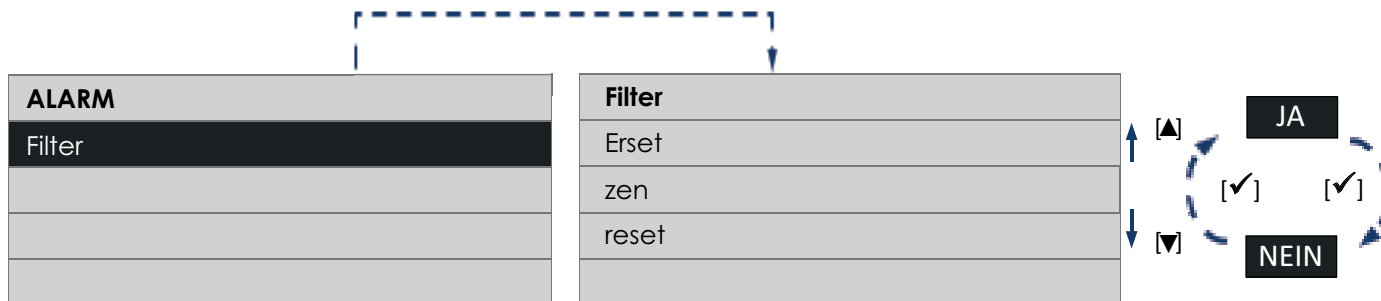 ALARM
Filter
Filter
Erset
zen
reset
[▲]
[▼]
JA
[✓] [✓]
NEIN